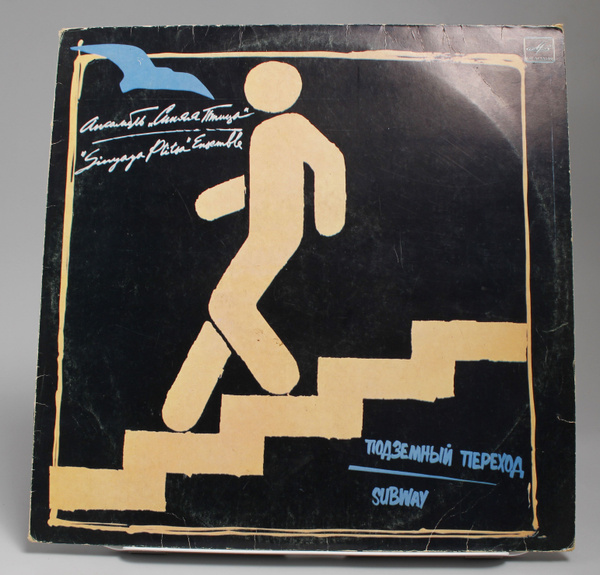 Ансамбль „Синяя Птица"
"Sinyaya Ptitsa" Ensemble
ПОДЗЕМНЫЙ ПЕРЕХОД
SUBWAY